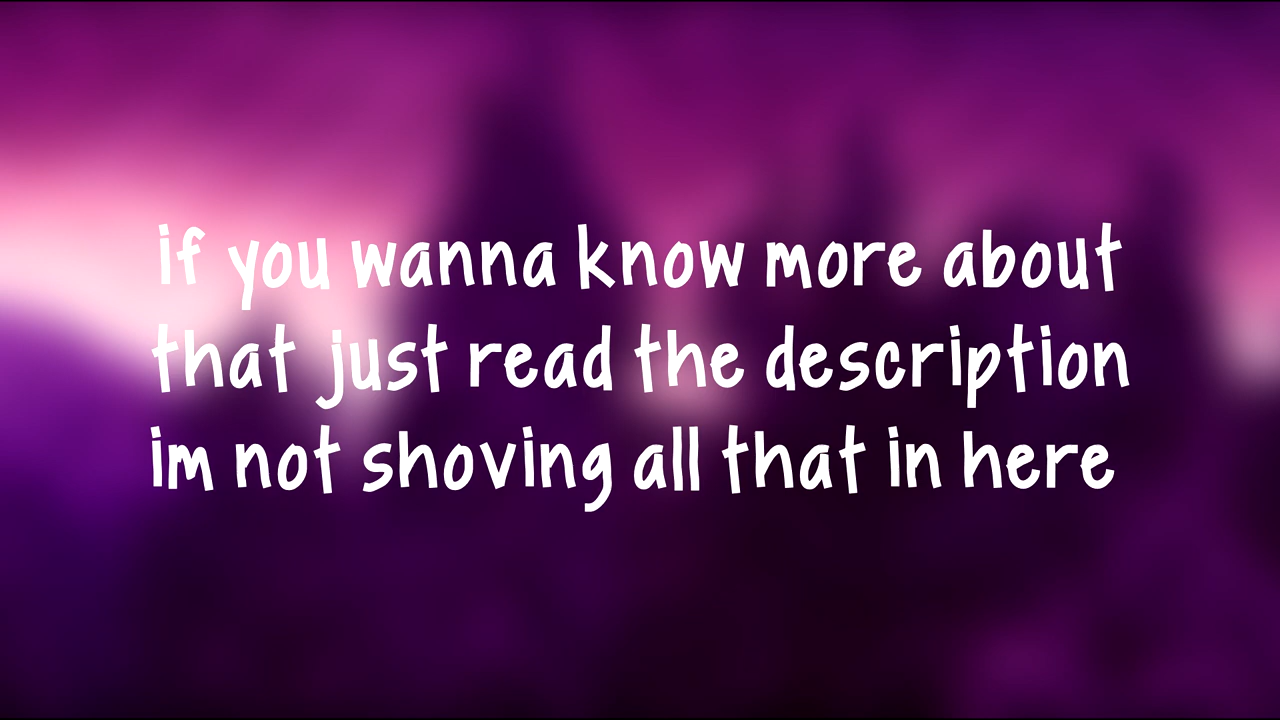 if you wanna know more about
that just read the description
im not shoving all that in here